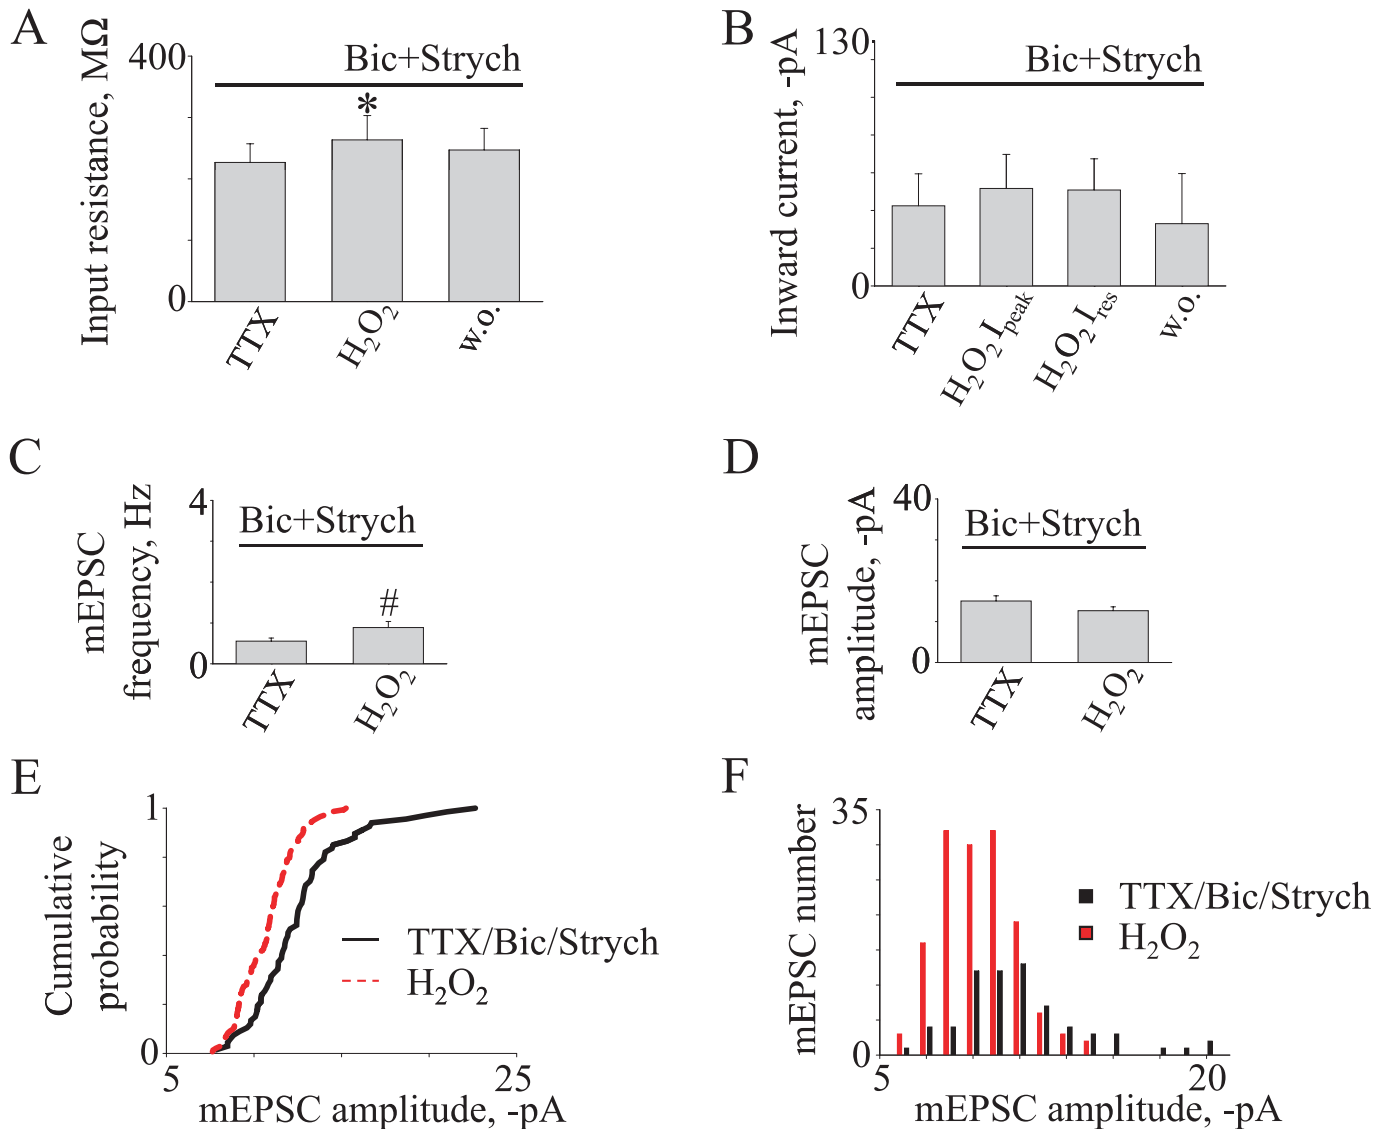 A
Input resistance, MΩ
400
0
Bic+Strych
*
TTX
H₂O₂
w.o.
B
Inward current, -pA
130
0
Bic+Strych
TTX
H₂O₂ Ipeak
H₂O₂ Ires
w.o.
C
mEPSC
frequency, Hz
4
0
Bic+Strych
#
TTX
H₂O₂
D
mEPSC
amplitude, -pA
40
0
Bic+Strych
TTX
H₂O₂
E
Cumulative
probability
1
0
TTX/Bic/Strych
H₂O₂
5
25
mEPSC amplitude, -pA
F
mEPSC number
35
0
TTX/Bic/Strych
H₂O₂
5
20
mEPSC amplitude, -pA